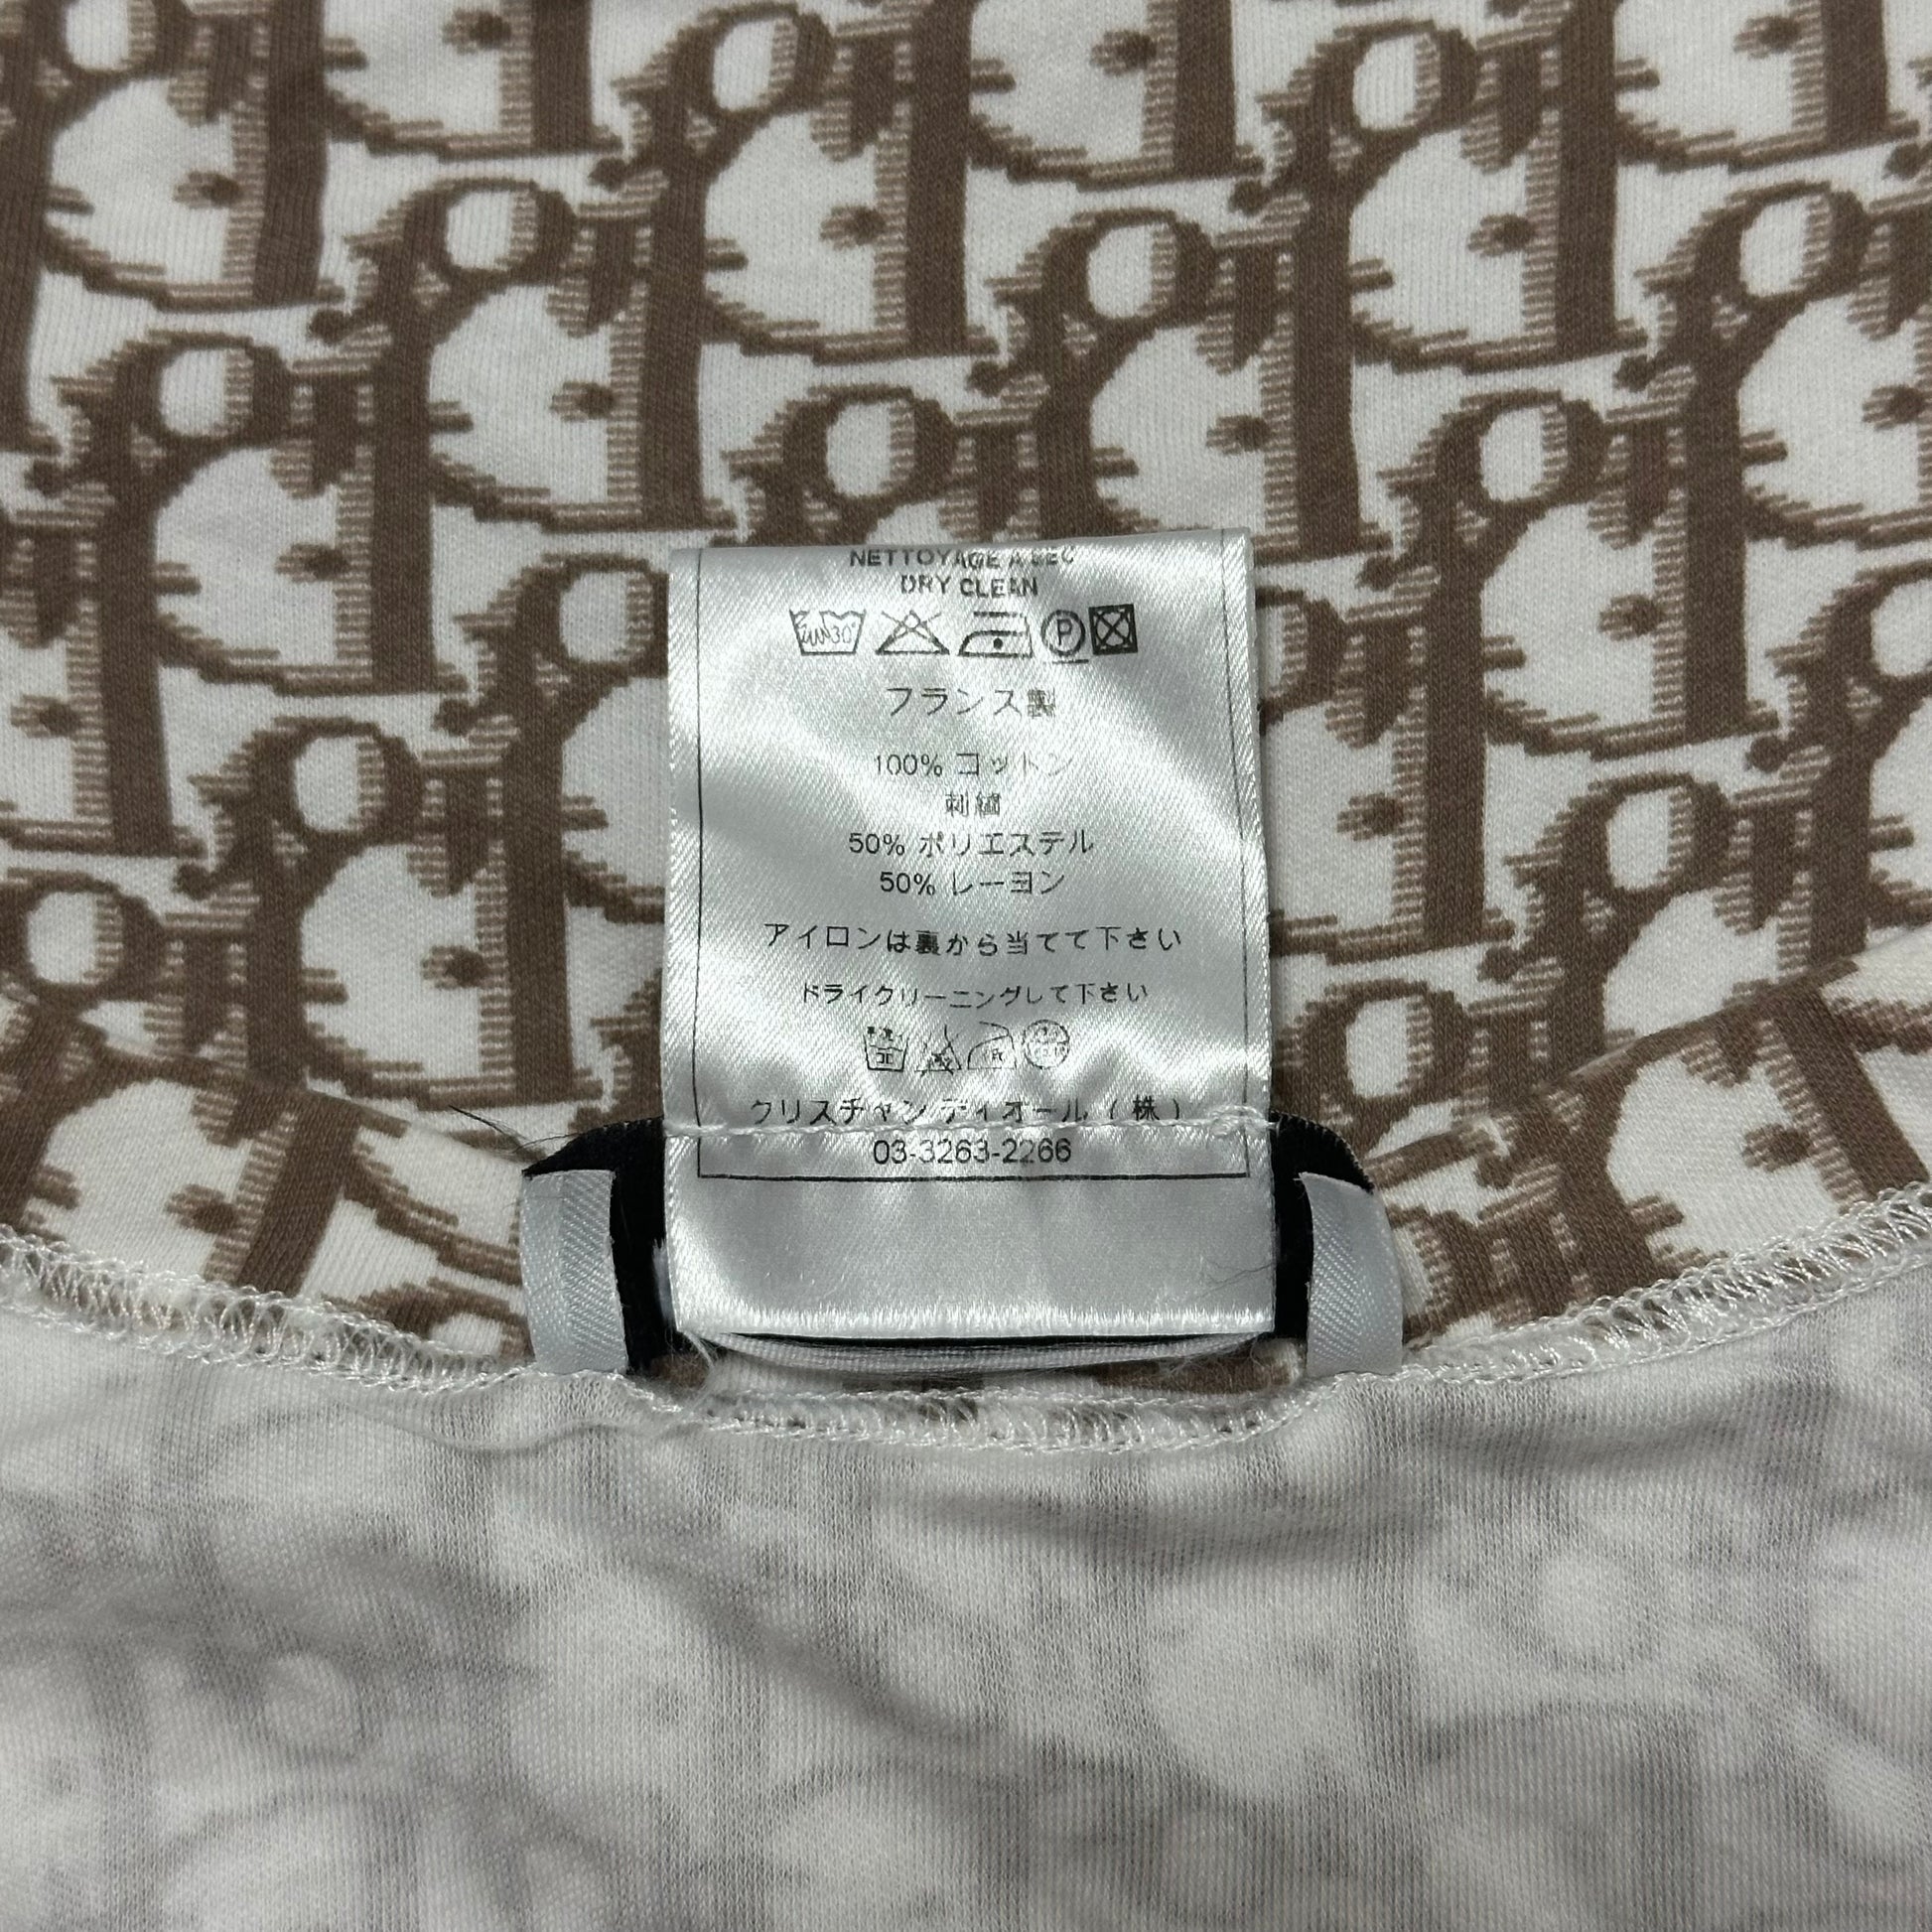 NETTOYAGE A SEC
DRY CLEAN
30° P
フランス製
100% コットン
刺繍
50% ポリエステル
50% レーヨン
アイロンは裏から当てて下さい
ドライクリーニングして下さい
クリスチャン ディオール (株)
03-3263-2266